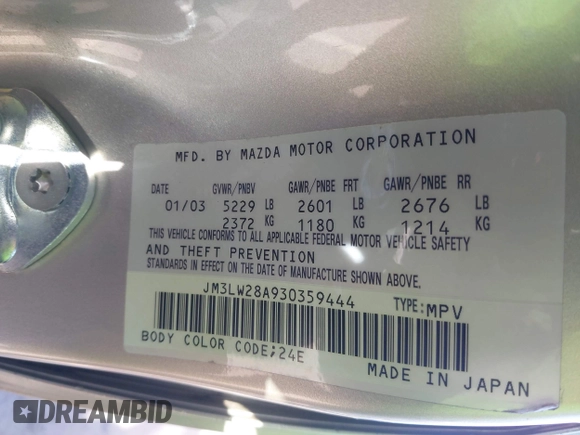 MFD. BY MAZDA MOTOR CORPORATION
DATE GVWR/PNBV GAWR/PNBE FRT GAWR/PNBE RR
01/03 5229 LB 2601 LB 2676 LB
2372 KG 1180 KG 1214 KG
THIS VEHICLE CONFORMS TO ALL APPLICABLE FEDERAL MOTOR VEHICLE SAFETY
AND THEFT PREVENTION
STANDARDS IN EFFECT ON THE DATE OF MANUFACTURE SHOWN ABOVE.
JM3LW28A930359444 TYPE:MPV
BODY COLOR CODE;24E
MADE IN JAPAN
DREAMBID